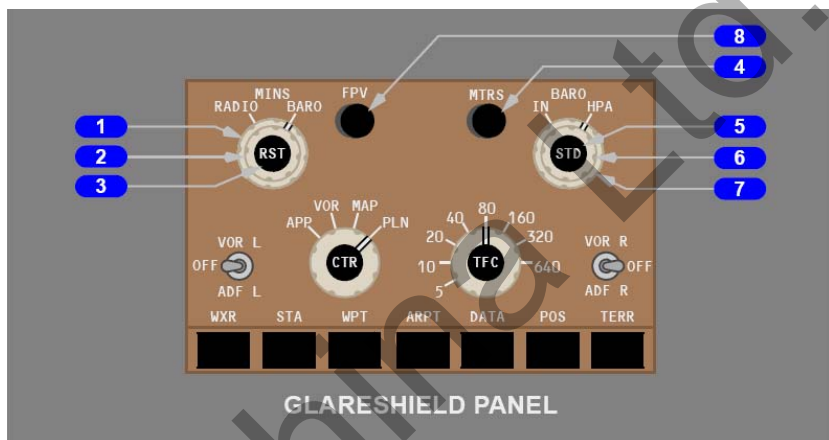 8
4
MINS
RADIO
BARO
FPV
MTRS
BARO
IN
HPA
1
2
3
RST
STD
5
6
7
VOR
MAP
APP
PLN
CTR
5
10
20
40
80
160
320
640
TFC
VOR L
OFF
ADF L
VOR R
OFF
ADF R
WXR STA WPT ARPT DATA POS TERR
GLARESHIELD PANEL
hina Ltd.